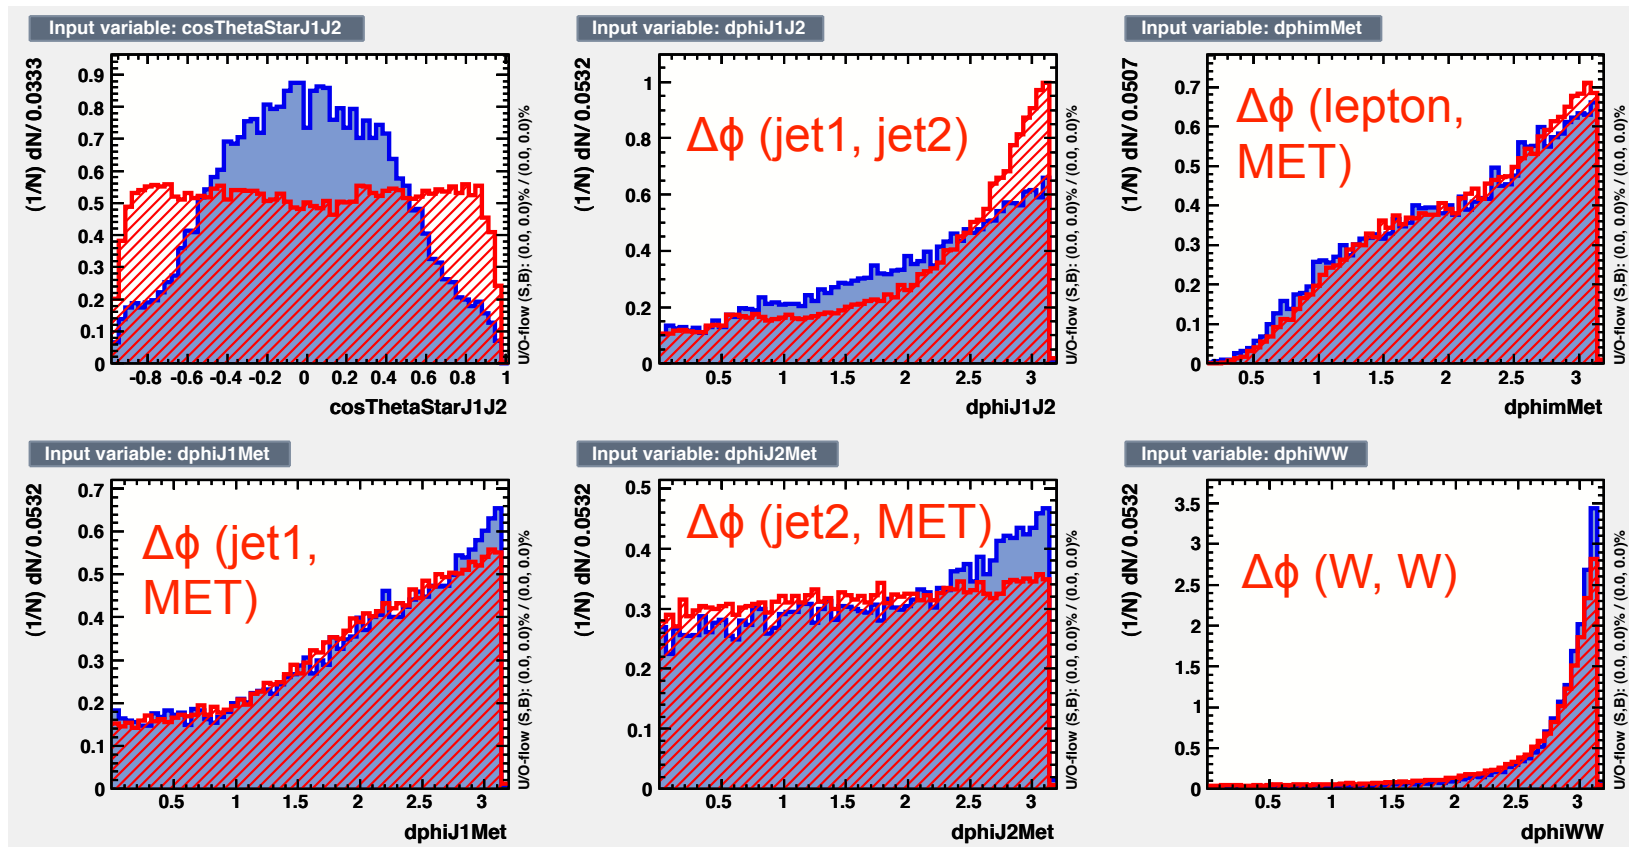 Input variable: cosThetaStarJ1J2
(1/N) dN/ 0.0333
0.9
0.8
0.7
0.6
0.5
0.4
0.3
0.2
0.1
0
-0.8 -0.6 -0.4 -0.2 0 0.2 0.4 0.6 0.8 1
cosThetaStarJ1J2
U/O-flow (S,B): (0.0, 0.0)% / (0.0, 0.0)%
Input variable: dphiJ1J2
(1/N) dN/ 0.0532
1
0.8
0.6
0.4
0.2
0
Δϕ (jet1, jet2)
0.5 1 1.5 2 2.5 3
dphiJ1J2
U/O-flow (S,B): (0.0, 0.0)% / (0.0, 0.0)%
Input variable: dphimMet
(1/N) dN/ 0.0507
0.7
0.6
0.5
0.4
0.3
0.2
0.1
0
Δϕ (lepton,
MET)
0.5 1 1.5 2 2.5 3
dphimMet
U/O-flow (S,B): (0.0, 0.0)% / (0.0, 0.0)%
Input variable: dphiJ1Met
(1/N) dN/ 0.0532
0.7
0.6
0.5
0.4
0.3
0.2
0.1
0
Δϕ (jet1,
MET)
0.5 1 1.5 2 2.5 3
dphiJ1Met
U/O-flow (S,B): (0.0, 0.0)% / (0.0, 0.0)%
Input variable: dphiJ2Met
(1/N) dN/ 0.0532
0.5
0.4
0.3
0.2
0.1
0
Δϕ (jet2, MET)
0.5 1 1.5 2 2.5 3
dphiJ2Met
U/O-flow (S,B): (0.0, 0.0)% / (0.0, 0.0)%
Input variable: dphiWW
(1/N) dN/ 0.0532
3.5
3
2.5
2
1.5
1
0.5
0
Δϕ (W, W)
0.5 1 1.5 2 2.5 3
dphiWW
U/O-flow (S,B): (0.0, 0.0)% / (0.0, 0.0)%